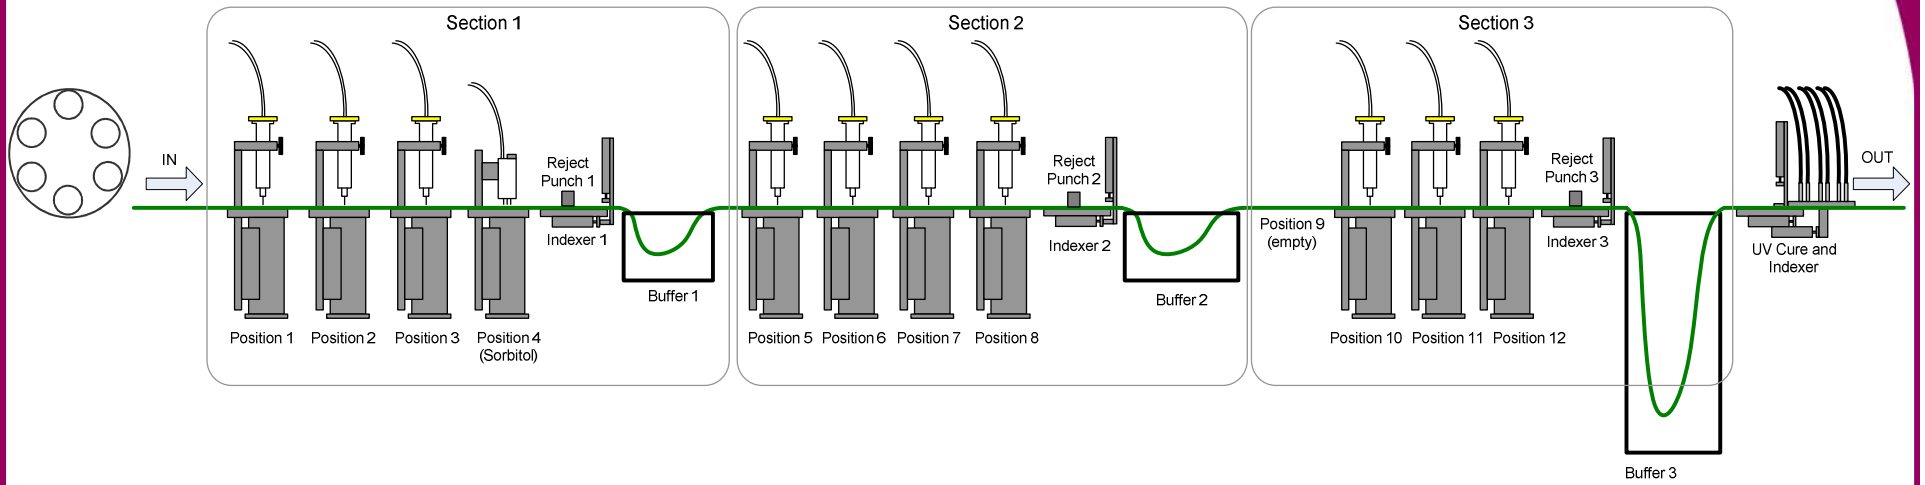 Section 1
Section 2
Section 3
IN
Reject
Punch 1
Reject
Punch 2
Reject
Punch 3
OUT
Indexer 1
Indexer 2
Position 9
(empty)
Indexer 3
UV Cure and
Indexer
Buffer 1
Buffer 2
Position 1
Position 2
Position 3
Position 4
(Sorbitol)
Position 5
Position 6
Position 7
Position 8
Position 10
Position 11
Position 12
Buffer 3